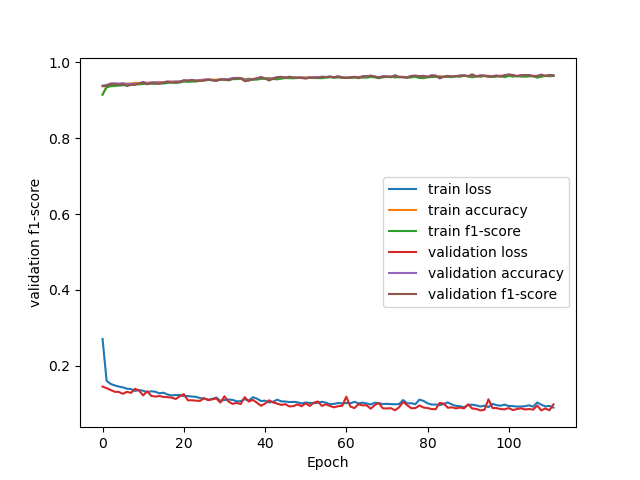 1.0
0.8
0.6
0.4
0.2
validation f1-score
train loss
train accuracy
train f1-score
validation loss
validation accuracy
validation f1-score
0 20 40 60 80 100
Epoch